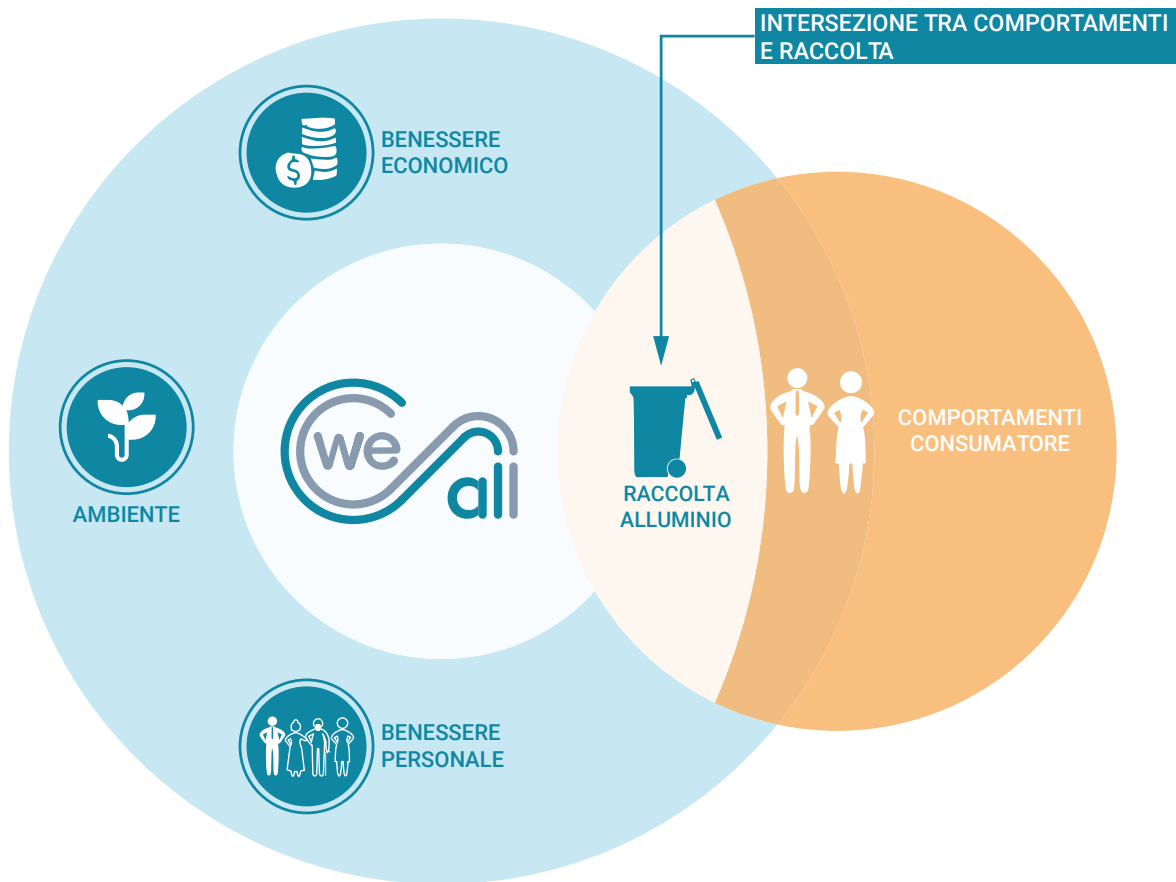 INTERSEZIONE TRA COMPORTAMENTI
E RACCOLTA
BENESSERE
ECONOMICO
we
all
AMBIENTE
RACCOLTA
ALLUMINIO
COMPORTAMENTI
CONSUMATORE
BENESSERE
PERSONALE